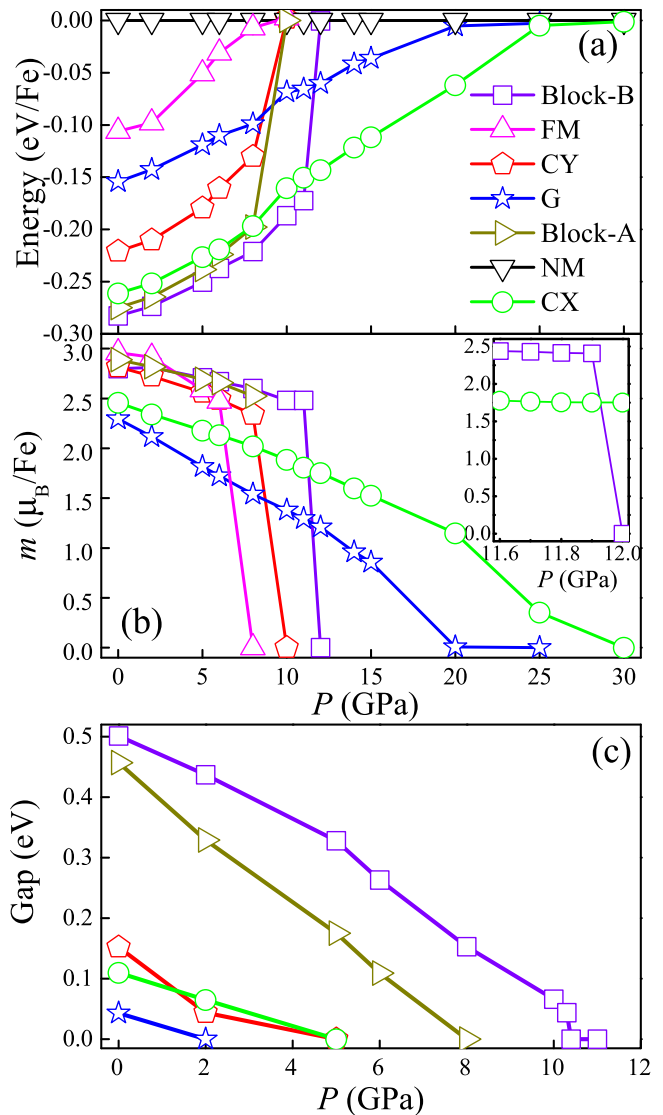 0.00
-0.05
-0.10
-0.15
-0.20
-0.25
-0.30
Energy (eV/Fe)
(a)
Block-B
FM
CY
G
Block-A
NM
CX
3.0
2.5
2.0
1.5
1.0
0.5
0.0
m (μB/Fe)
(b)
2.5
2.0
1.5
1.0
0.5
0.0
11.6 11.8 12.0
P (GPa)
0 5 10 15 20 25 30
P (GPa)
(c)
0.5
0.4
0.3
0.2
0.1
0.0
Gap (eV)
0 2 4 6 8 10 12
P (GPa)